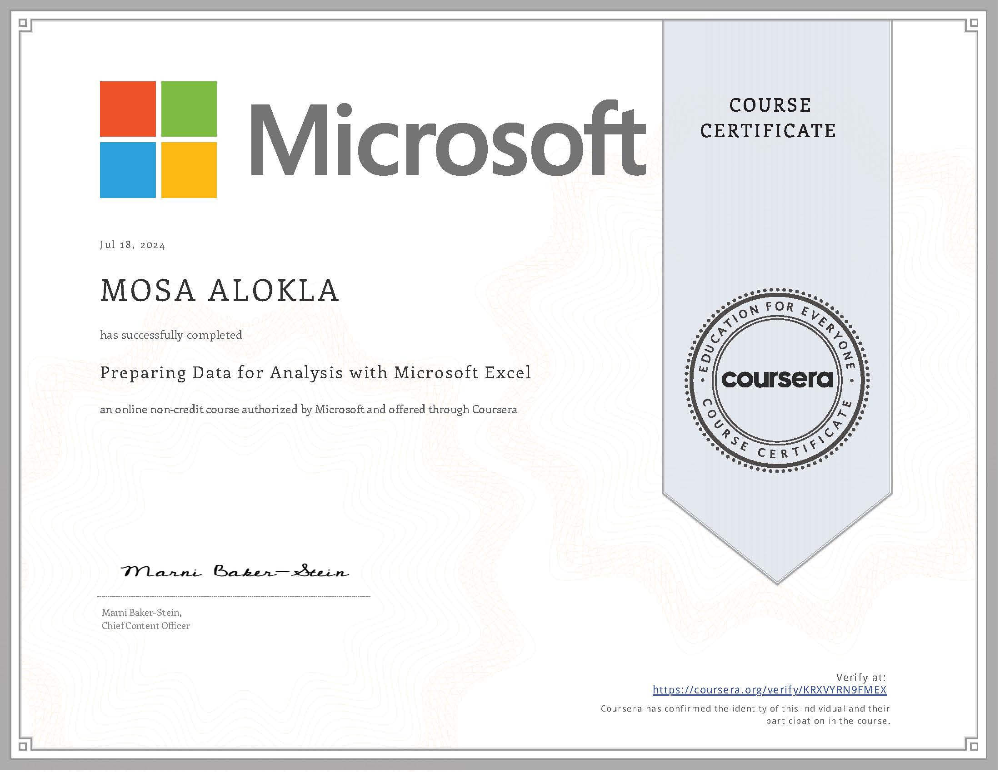 Microsoft
COURSE
CERTIFICATE
Jul 18, 2024
MOSA ALOKLA
has successfully completed
Preparing Data for Analysis with Microsoft Excel
an online non-credit course authorized by Microsoft and offered through Coursera
EDUCATION FOR EVERYONE
coursera
COURSE CERTIFICATE
Marni Baker-Stein
Marni Baker-Stein,
Chief Content Officer
Verify at:
https://coursera.org/verify/KRXVYRN9FMEX
Coursera has confirmed the identity of this individual and their
participation in the course.